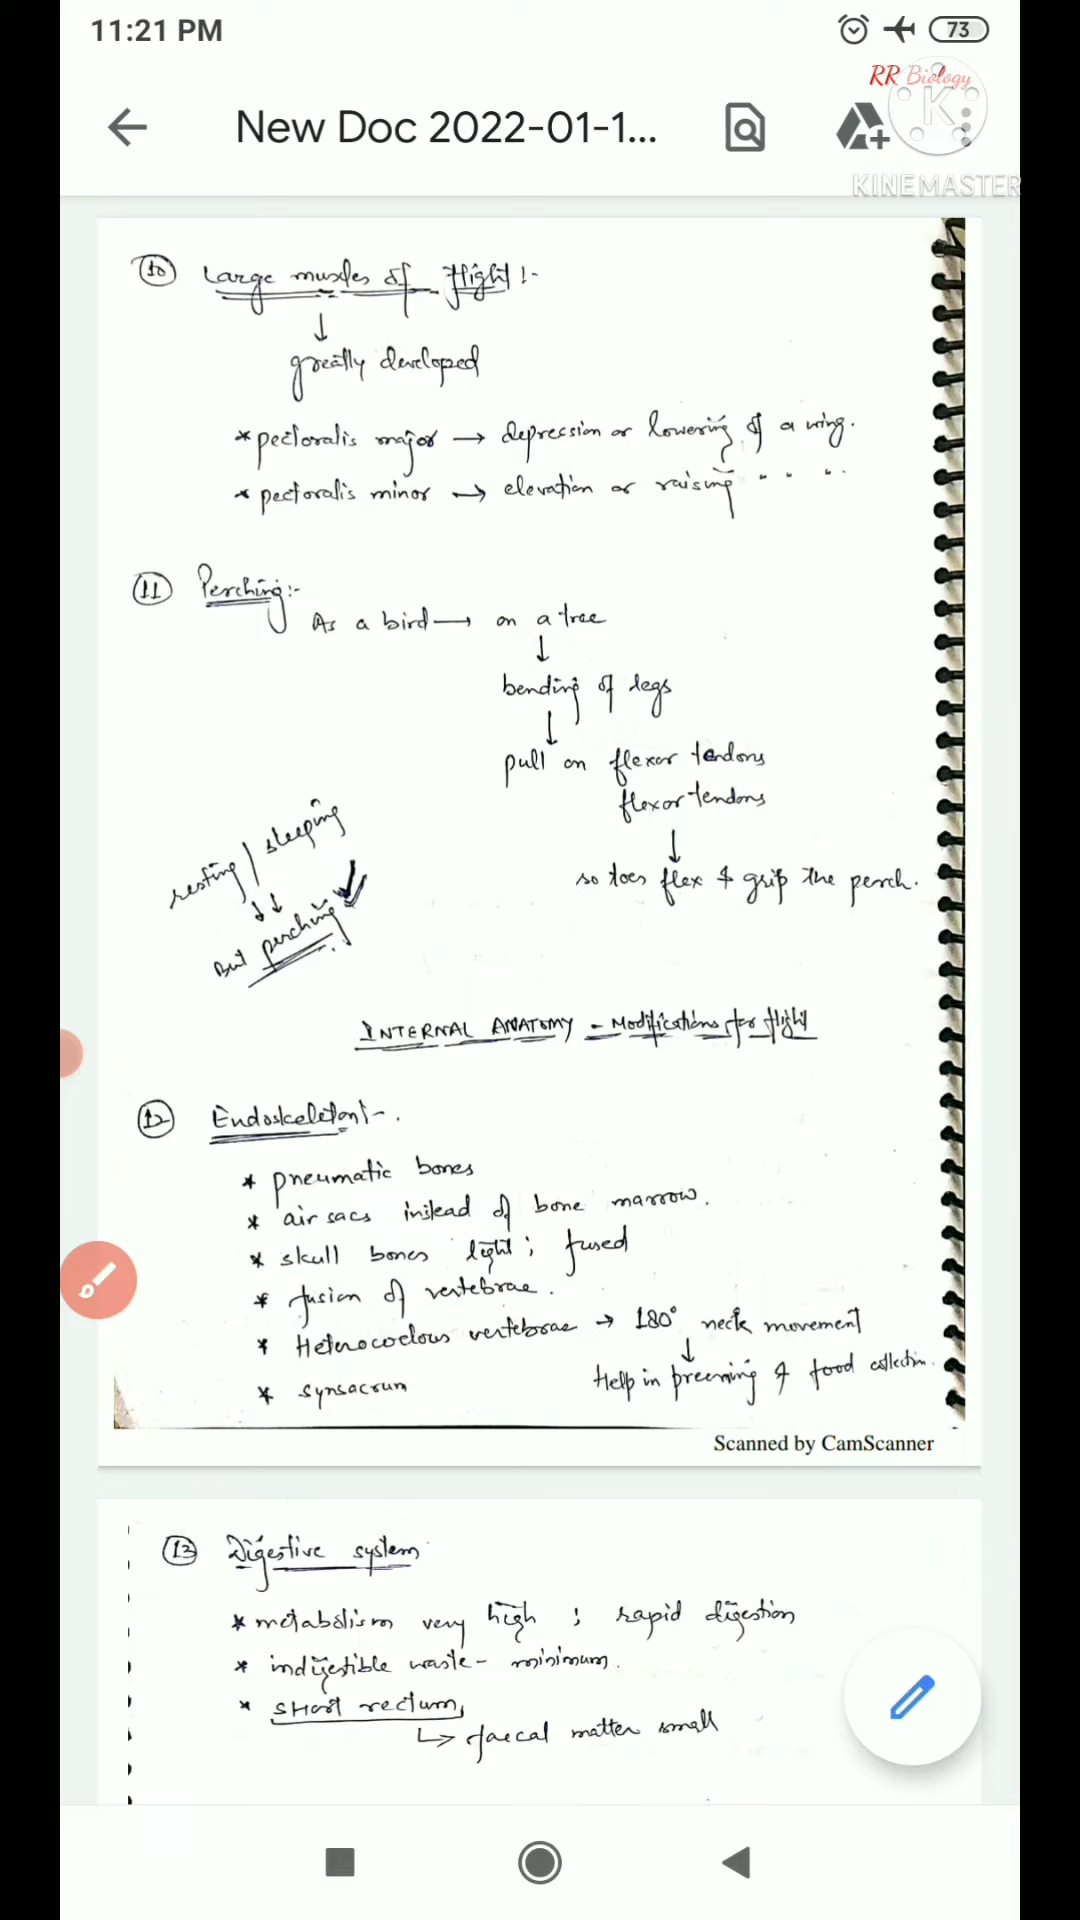 11:21 PM
73
RR Biology
New Doc 2022-01-1...
K
KINEMASTER
10 Large muscles of flight :-
↓
greatly developed
* pectoralis major → depression or lowering of a wing.
* pectoralis minor → elevation or raising " " "
11 Perching :-
As a bird → on a tree
↓
bending of legs
↓
pull on flexor tendons
flexor tendons
↓
so toes flex & grip the perch.
resting / sleeping
↓↓
But perching
INTERNAL ANATOMY - Modifications for flight
12 Endoskeleton :-
* pneumatic bones
* air sacs instead of bone marrow.
* skull bones light ; fused
* fusion of vertebrae.
* Heterocoelous vertebrae → 180° neck movement
↓
* synsacrum Help in preening & food collection.
Scanned by CamScanner
13 Digestive system
* metabolism very high ; rapid digestion
* indigestible waste - minimum.
* short rectum,
↳ faecal matter small